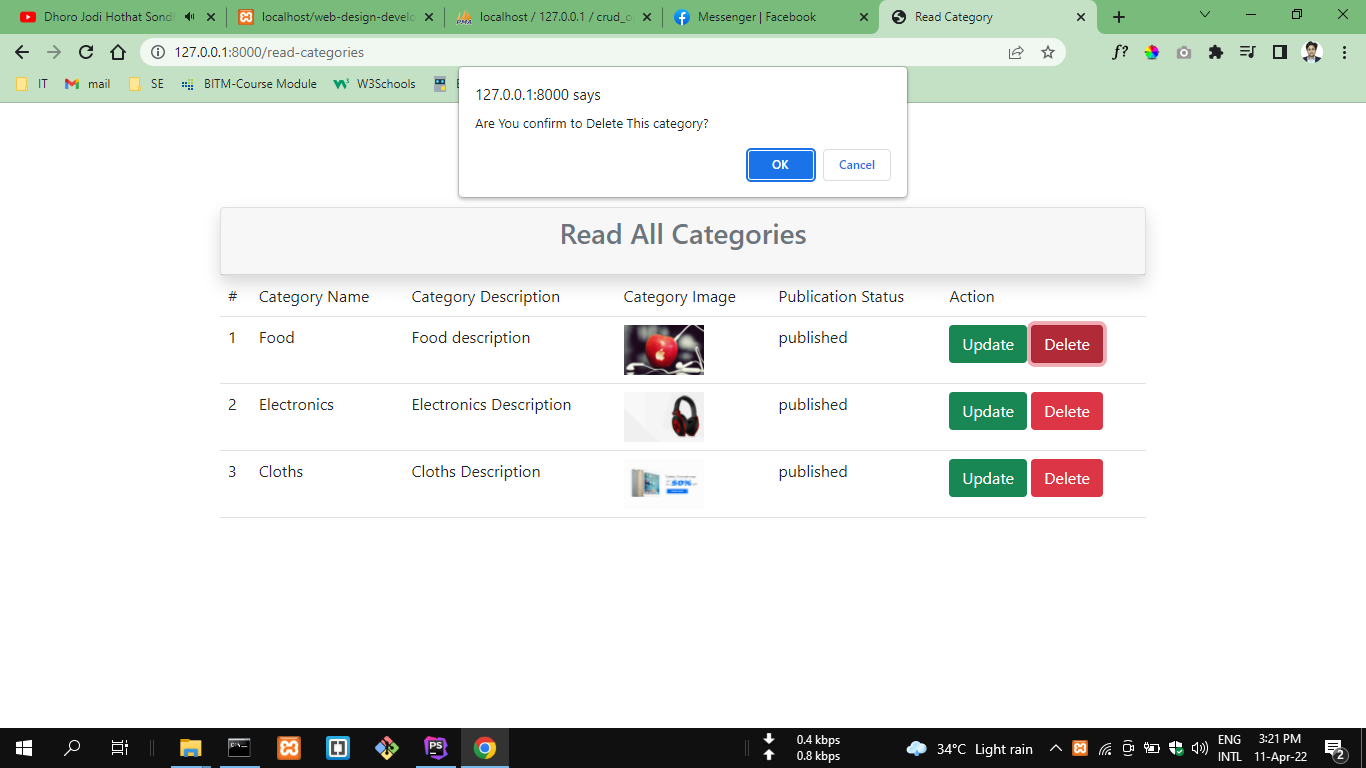 Dhoro Jodi Hothat Sondh
localhost/web-design-develo
localhost / 127.0.0.1 / crud_o
Messenger | Facebook
Read Category
127.0.0.1:8000/read-categories
f?
IT
mail
SE
BITM-Course Module
W3Schools
127.0.0.1:8000 says
Are You confirm to Delete This category?
OK
Cancel
Read All Categories
# Category Name Category Description Category Image Publication Status Action
1 Food Food description published Update Delete
2 Electronics Electronics Description published Update Delete
3 Cloths Cloths Description published Update Delete
PS
0.4 kbps
0.8 kbps
34°C Light rain
ENG
INTL
3:21 PM
11-Apr-22
2